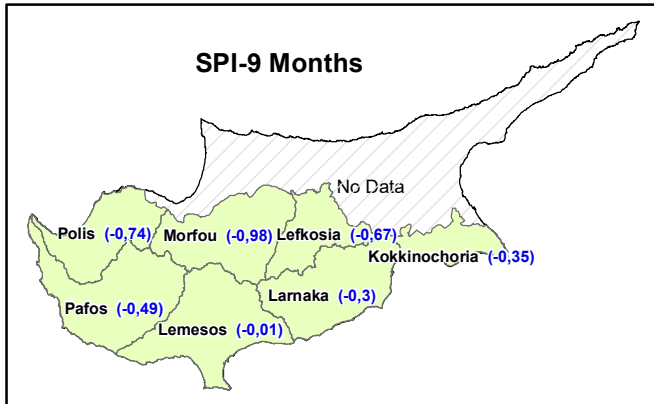 SPI-9 Months
No Data
Polis (-0,74)
Morfou (-0,98)
Lefkosia (-0,67)
Kokkinochoria (-0,35)
Pafos (-0,49)
Larnaka (-0,3)
Lemesos (-0,01)